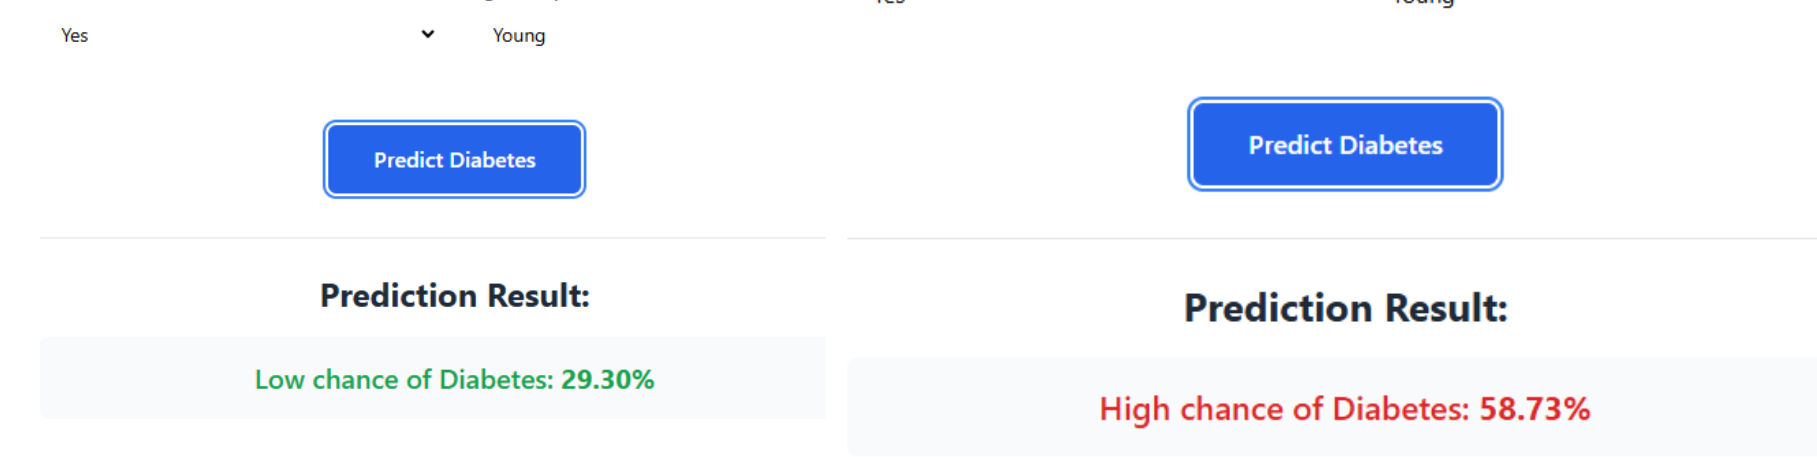 Yes
Young
Predict Diabetes
Prediction Result:
Low chance of Diabetes: 29.30%
Young
Predict Diabetes
Prediction Result:
High chance of Diabetes: 58.73%